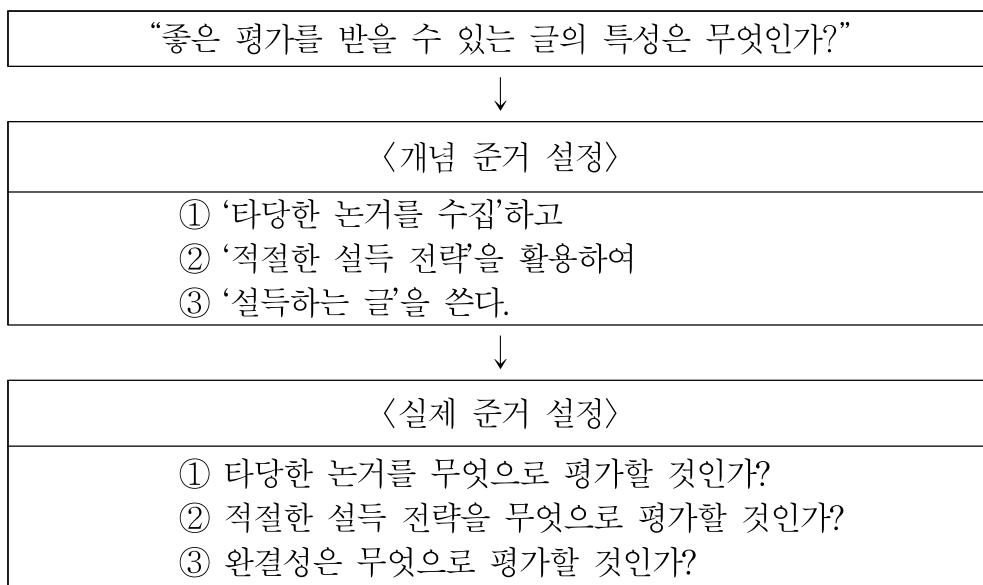 “좋은 평가를 받을 수 있는 글의 특성은 무엇인가?”
↓
〈개념 준거 설정〉
① ‘타당한 논거를 수집’하고
② ‘적절한 설득 전략’을 활용하여
③ ‘설득하는 글’을 쓴다.
↓
〈실제 준거 설정〉
① 타당한 논거를 무엇으로 평가할 것인가?
② 적절한 설득 전략을 무엇으로 평가할 것인가?
③ 완결성은 무엇으로 평가할 것인가?